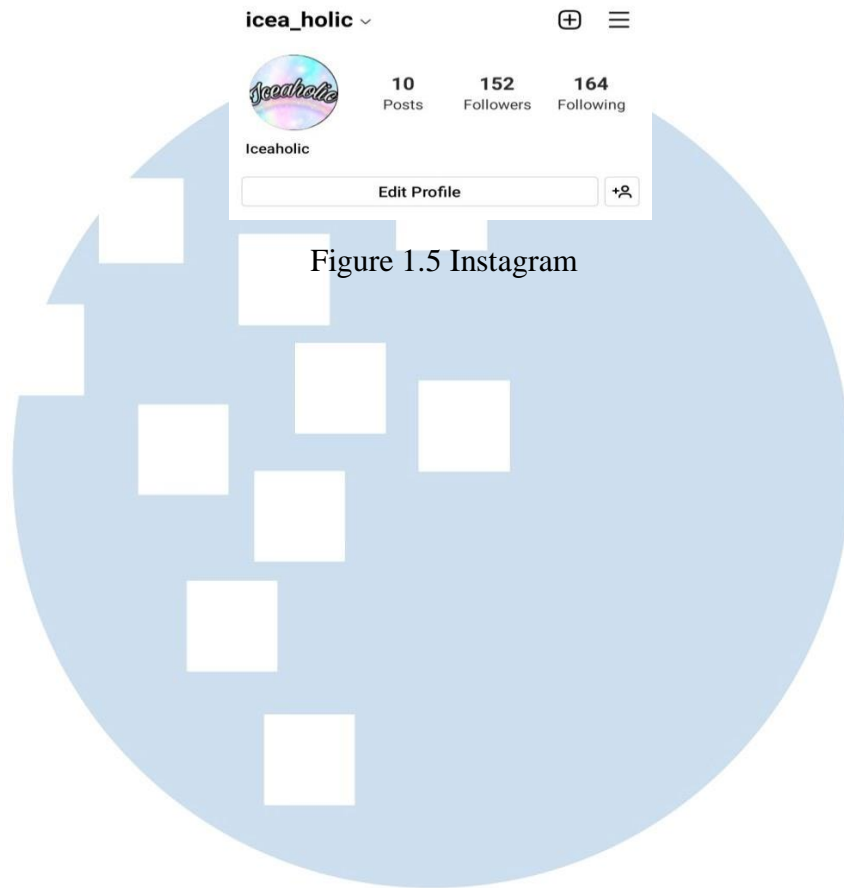 icea_holic
Iceaholic
10 152 164
Posts Followers Following
Iceaholic
Edit Profile
Figure 1.5 Instagram